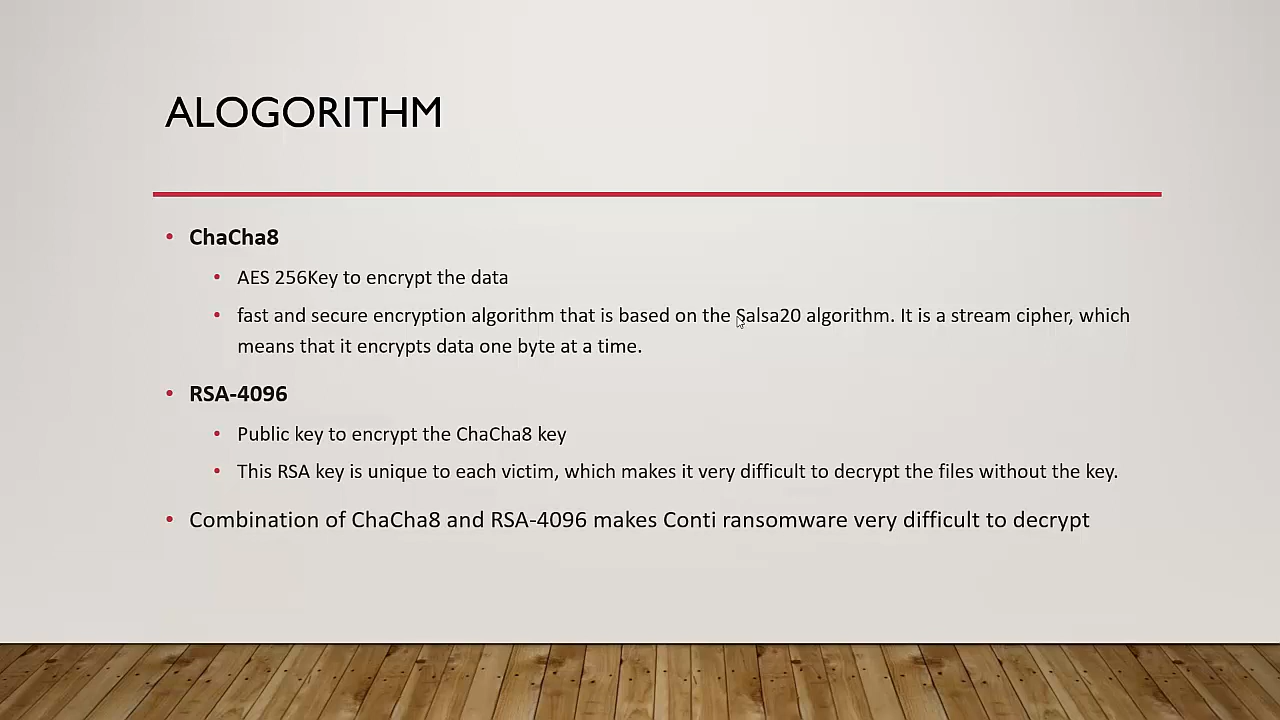 ALOGORITHM
• ChaCha8
• AES 256Key to encrypt the data
• fast and secure encryption algorithm that is based on the Salsa20 algorithm. It is a stream cipher, which
means that it encrypts data one byte at a time.
• RSA-4096
• Public key to encrypt the ChaCha8 key
• This RSA key is unique to each victim, which makes it very difficult to decrypt the files without the key.
• Combination of ChaCha8 and RSA-4096 makes Conti ransomware very difficult to decrypt